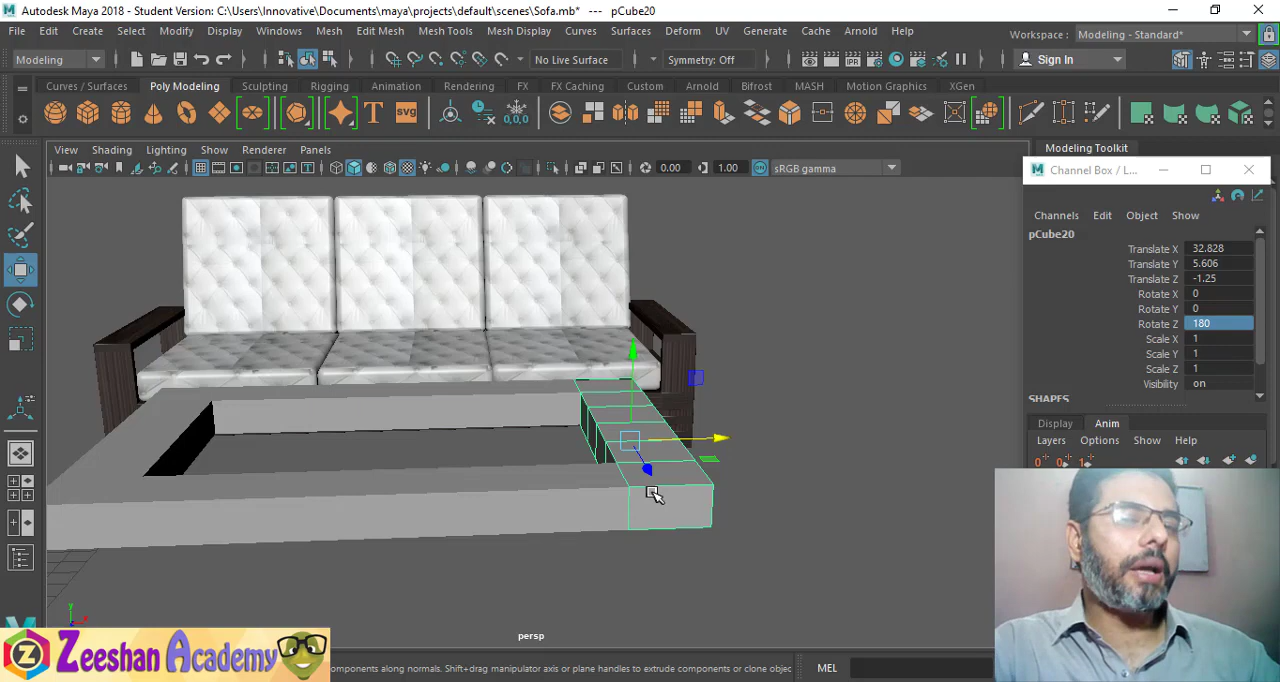 Autodesk Maya 2018 - Student Version: C:\Users\Innovative\Documents\maya\projects\default\scenes\Sofa.mb* --- pCube20
File Edit Create Select Modify Display Windows Mesh Edit Mesh Mesh Tools Mesh Display Curves Surfaces Deform UV Generate Cache Arnold Help
Workspace : Modeling - Standard*
Modeling No Live Surface Symmetry: Off Sign In
Curves / Surfaces Poly Modeling Sculpting Rigging Animation Rendering FX FX Caching Custom Arnold Bifrost MASH Motion Graphics XGen
T svg 0,0,0
View Shading Lighting Show Renderer Panels
Modeling Toolkit
0.00 1.00 ON sRGB gamma
Channel Box / L...
Channels Edit Object Show
pCube20
Translate X 32.828
Translate Y 5.606
Translate Z -1.25
Rotate X 0
Rotate Y 0
Rotate Z 180
Scale X 1
Scale Y 1
Scale Z 1
Visibility on
SHAPES
Display Anim
Layers Options Show Help
y
persp
Zeeshan Academy
mponents along normals. Shift+drag manipulator axis or plane handles to extrude components or clone objec
MEL